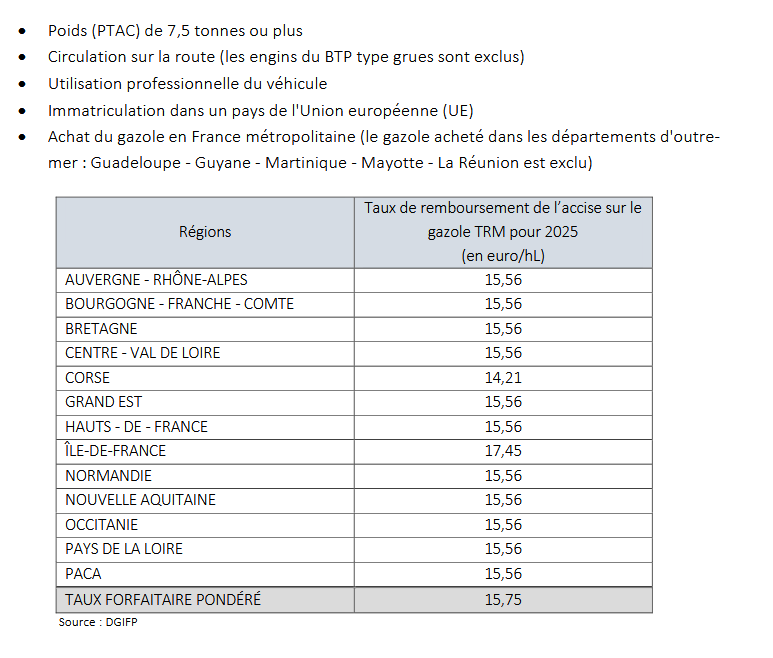 • Poids (PTAC) de 7,5 tonnes ou plus
• Circulation sur la route (les engins du BTP type grues sont exclus)
• Utilisation professionnelle du véhicule
• Immatriculation dans un pays de l'Union européenne (UE)
• Achat du gazole en France métropolitaine (le gazole acheté dans les départements d'outre-
mer : Guadeloupe - Guyane - Martinique - Mayotte - La Réunion est exclu)
Régions
Taux de remboursement de l’accise sur le
gazole TRM pour 2025
(en euro/hL)
AUVERGNE - RHÔNE-ALPES 15,56
BOURGOGNE - FRANCHE - COMTE 15,56
BRETAGNE 15,56
CENTRE - VAL DE LOIRE 15,56
CORSE 14,21
GRAND EST 15,56
HAUTS - DE - FRANCE 15,56
ÎLE-DE-FRANCE 17,45
NORMANDIE 15,56
NOUVELLE AQUITAINE 15,56
OCCITANIE 15,56
PAYS DE LA LOIRE 15,56
PACA 15,56
TAUX FORFAITAIRE PONDÉRÉ 15,75
Source : DGIFP